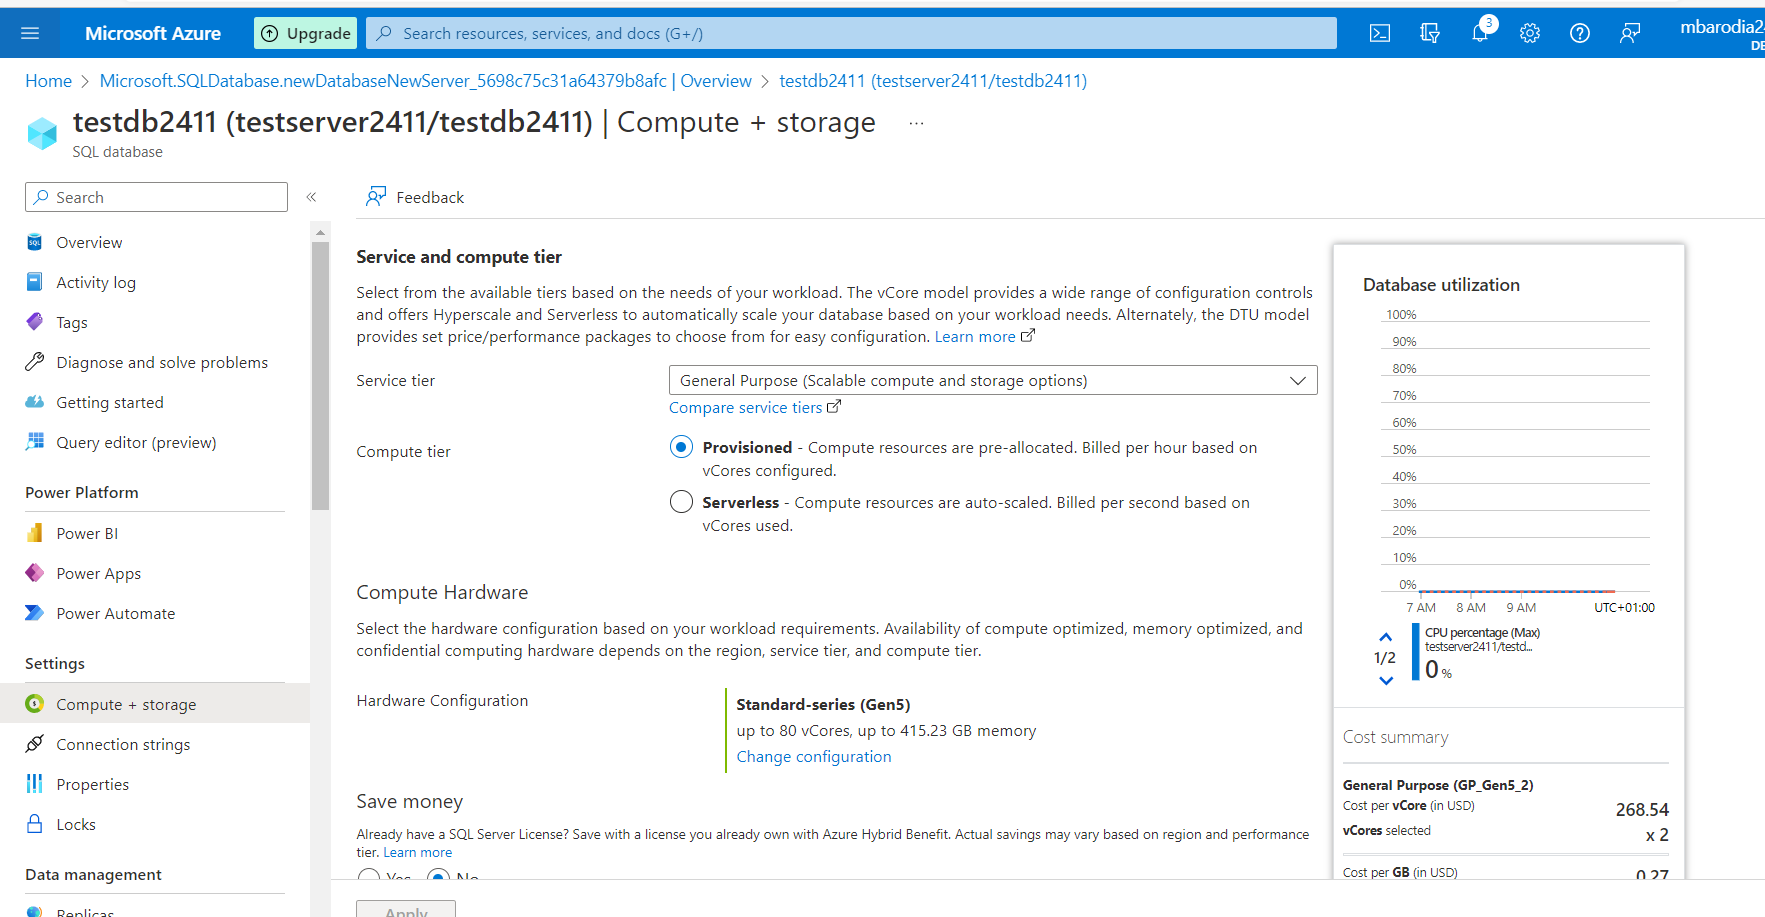 Microsoft Azure
Upgrade
Search resources, services, and docs (G+/)
3
mbarodia2
DE
Home > Microsoft.SQLDatabase.newDatabaseNewServer_5698c75c31a64379b8afc | Overview > testdb2411 (testserver2411/testdb2411)
testdb2411 (testserver2411/testdb2411) | Compute + storage ...
SQL database
Search
«
Overview
Activity log
Tags
Diagnose and solve problems
Getting started
Query editor (preview)
Power Platform
Power BI
Power Apps
Power Automate
Settings
Compute + storage
Connection strings
Properties
Locks
Data management
Replicas
Feedback
Service and compute tier
Select from the available tiers based on the needs of your workload. The vCore model provides a wide range of configuration controls
and offers Hyperscale and Serverless to automatically scale your database based on your workload needs. Alternately, the DTU model
provides set price/performance packages to choose from for easy configuration. Learn more
Service tier
General Purpose (Scalable compute and storage options)
Compare service tiers
Compute tier
Provisioned - Compute resources are pre-allocated. Billed per hour based on
vCores configured.
Serverless - Compute resources are auto-scaled. Billed per second based on
vCores used.
Compute Hardware
Select the hardware configuration based on your workload requirements. Availability of compute optimized, memory optimized, and
confidential computing hardware depends on the region, service tier, and compute tier.
Hardware Configuration
Standard-series (Gen5)
up to 80 vCores, up to 415.23 GB memory
Change configuration
Save money
Already have a SQL Server License? Save with a license you already own with Azure Hybrid Benefit. Actual savings may vary based on region and performance
tier. Learn more
Yes No
Apply
Database utilization
100%
90%
80%
70%
60%
50%
40%
30%
20%
10%
0%
7 AM 8 AM 9 AM UTC+01:00
1/2
CPU percentage (Max)
testserver2411/testd...
0 %
Cost summary
General Purpose (GP_Gen5_2)
Cost per vCore (in USD) 268.54
vCores selected x 2
Cost per GB (in USD) 0.27